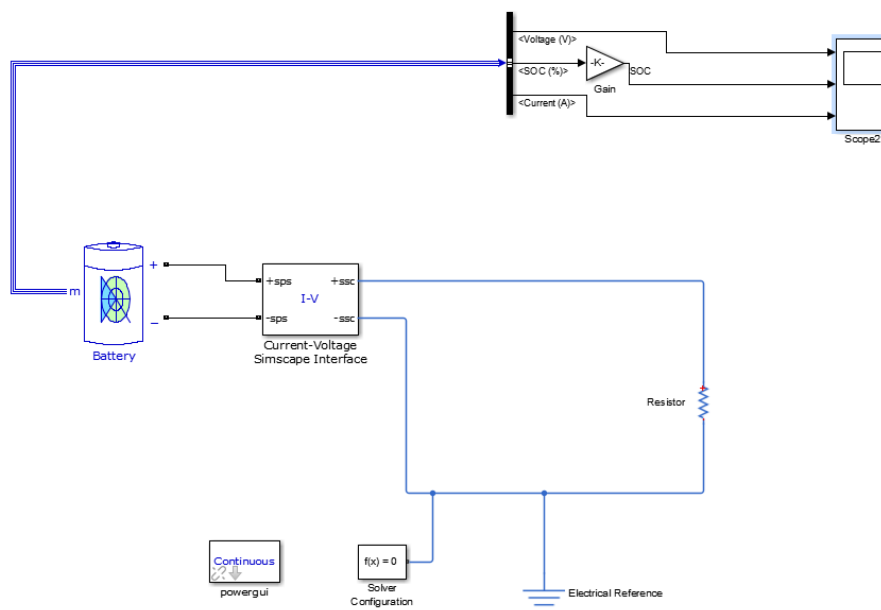 <Voltage (V)>
<SOC (%)>
-K-
SOC
Gain
<Current (A)>
Scope2
m
+
−
Battery
+sps
+ssc
I-V
-sps
-ssc
Current-Voltage
Simscape Interface
Resistor
+
Continuous
powergui
f(x) = 0
Solver
Configuration
Electrical Reference